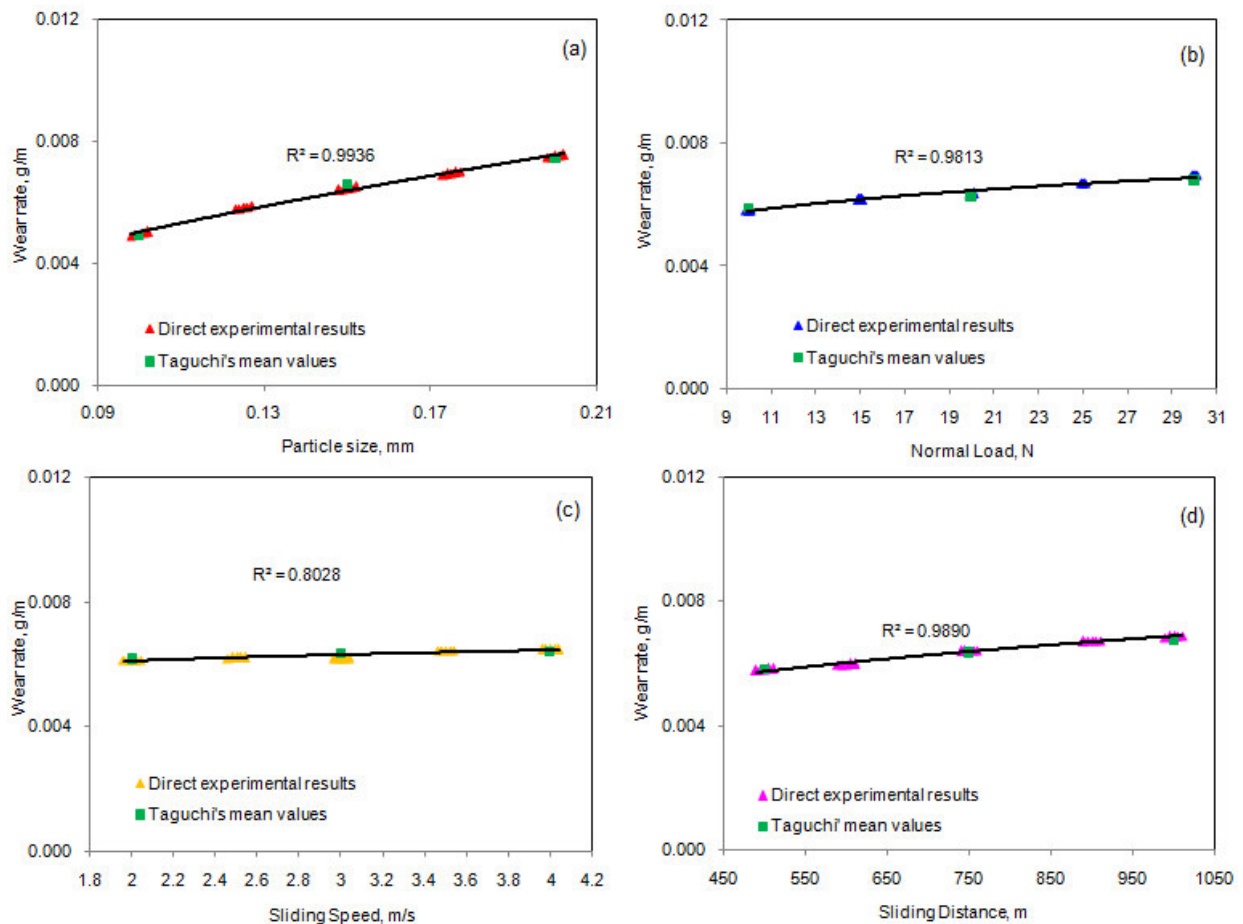 0.012
(a)
0.008
R² = 0.9936
Wear rate, g/m
0.004
Direct experimental results
Taguchi's mean values
0.000
0.09 0.13 0.17 0.21
Particle size, mm
0.012
(b)
0.008
R² = 0.9813
Wear rate, g/m
0.004
Direct experimental results
Taguchi's mean values
0.000
9 11 13 15 17 19 21 23 25 27 29 31
Normal Load, N
0.012
(c)
R² = 0.8028
0.008
Wear rate, g/m
0.004
Direct experimental results
Taguchi's mean values
0.000
1.8 2 2.2 2.4 2.6 2.8 3 3.2 3.4 3.6 3.8 4 4.2
Sliding Speed, m/s
0.012
(d)
0.008
R² = 0.9890
Wear rate, g/m
0.004
Direct experimental results
Taguchi' mean values
0.000
450 550 650 750 850 950 1050
Sliding Distance, m